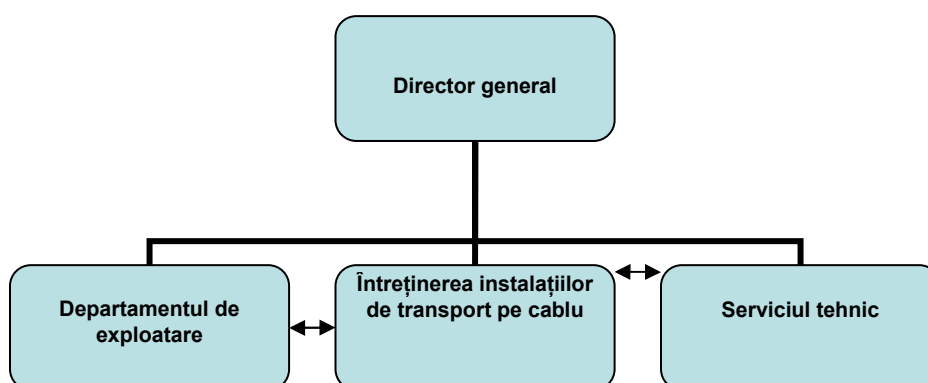 Director general
Departamentul de
exploatare
Întreținerea instalațiilor
de transport pe cablu
Serviciul tehnic